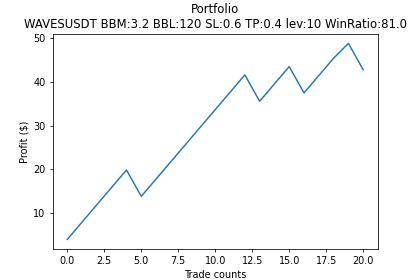 Portfolio
WAVESUSDT BBM:3.2 BBL:120 SL:0.6 TP:0.4 lev:10 WinRatio:81.0
50
40
30
20
10
Profit ($)
0.0 2.5 5.0 7.5 10.0 12.5 15.0 17.5 20.0
Trade counts